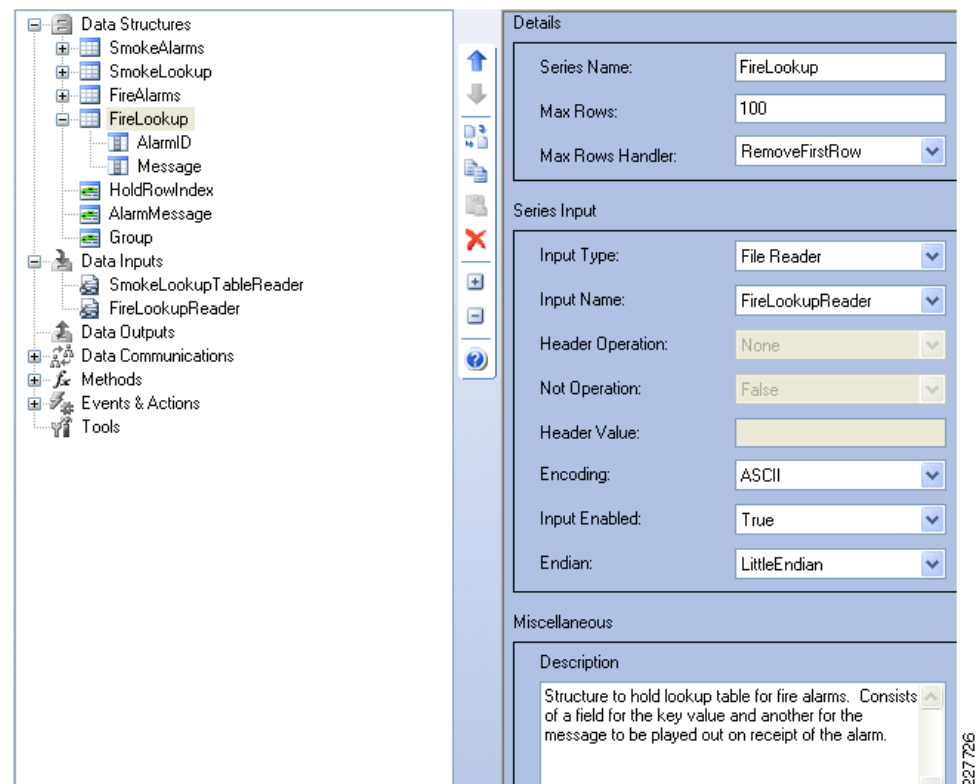 Data Structures
SmokeAlarms
SmokeLookup
FireAlarms
FireLookup
AlarmID
Message
HoldRowIndex
AlarmMessage
Group
Data Inputs
SmokeLookupTableReader
FireLookupReader
Data Outputs
Data Communications
Methods
Events & Actions
Tools
Details
Series Name: FireLookup
Max Rows: 100
Max Rows Handler: RemoveFirstRow
Series Input
Input Type: File Reader
Input Name: FireLookupReader
Header Operation: None
Not Operation: False
Header Value:
Encoding: ASCII
Input Enabled: True
Endian: LittleEndian
Miscellaneous
Description
Structure to hold lookup table for fire alarms.  Consists
of a field for the key value and another for the
message to be played out on receipt of the alarm.
227726